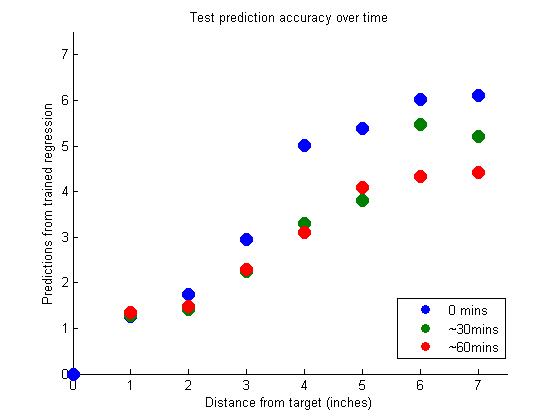 Test prediction accuracy over time
Predictions from trained regression
7
6
5
4
3
2
1
0
0 1 2 3 4 5 6 7
Distance from target (inches)
0 mins
~30mins
~60mins